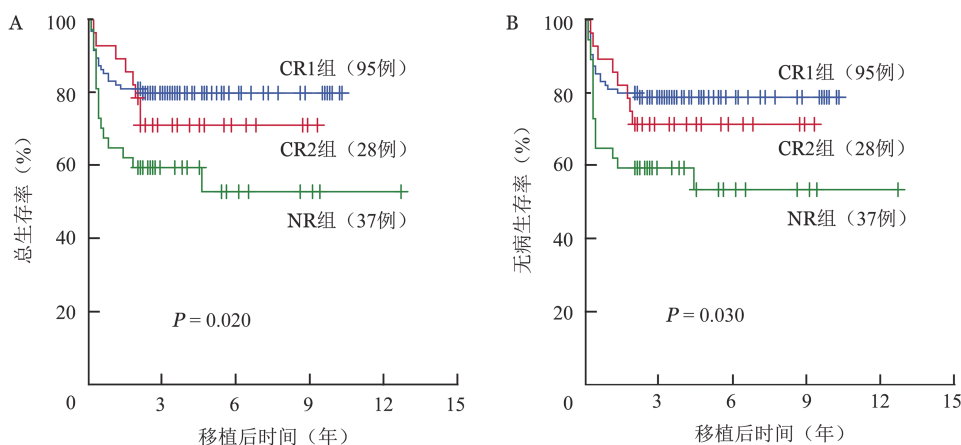 A
100
80
60
40
20
0
3
6
9
12
15
总生存率（%）
移植后时间（年）
CR1组（95例）
CR2组（28例）
NR组（37例）
P = 0.020
B
100
80
60
40
20
0
3
6
9
12
15
无病生存率（%）
移植后时间（年）
CR1组（95例）
CR2组（28例）
NR组（37例）
P = 0.030